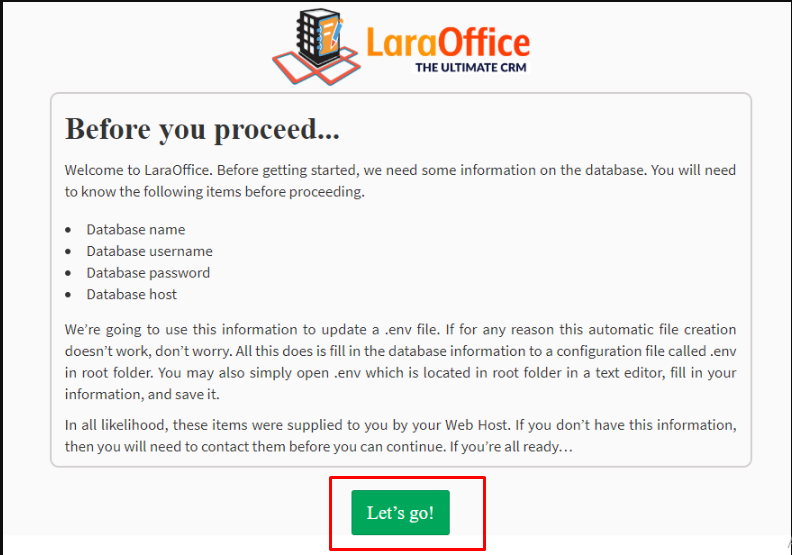 LaraOffice
THE ULTIMATE CRM
Before you proceed...
Welcome to LaraOffice. Before getting started, we need some information on the database. You will need
to know the following items before proceeding.
• Database name
• Database username
• Database password
• Database host
We’re going to use this information to update a .env file. If for any reason this automatic file creation
doesn’t work, don’t worry. All this does is fill in the database information to a configuration file called .env
in root folder. You may also simply open .env which is located in root folder in a text editor, fill in your
information, and save it.
In all likelihood, these items were supplied to you by your Web Host. If you don’t have this information,
then you will need to contact them before you can continue. If you’re all ready…
Let’s go!